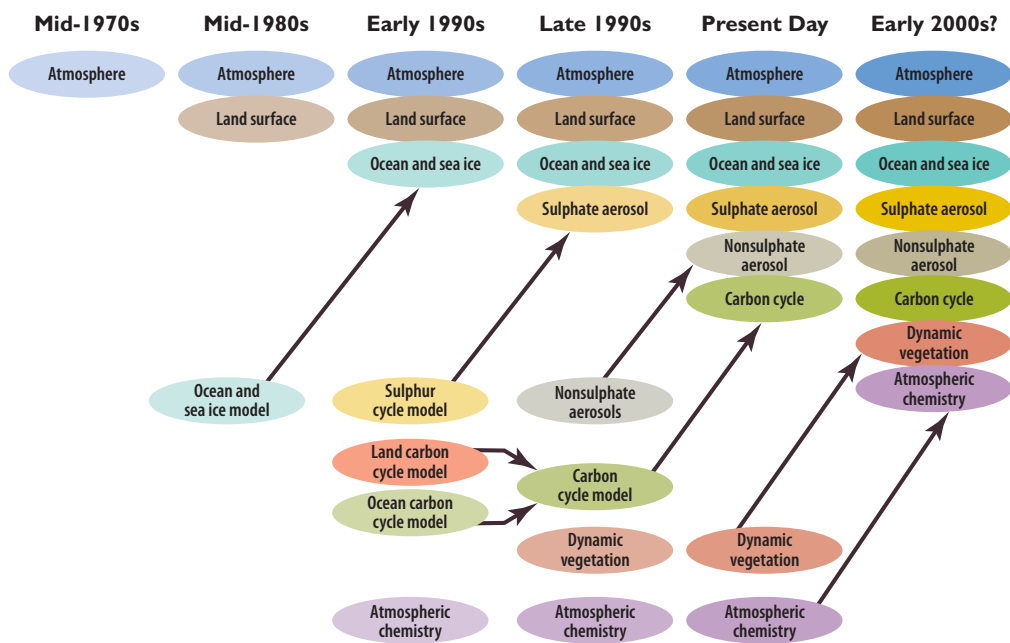 Mid-1970s
Mid-1980s
Early 1990s
Late 1990s
Present Day
Early 2000s?
Atmosphere
Atmosphere
Atmosphere
Atmosphere
Atmosphere
Atmosphere
Land surface
Land surface
Land surface
Land surface
Land surface
Ocean and sea ice
Ocean and sea ice
Ocean and sea ice
Ocean and sea ice
Sulphate aerosol
Sulphate aerosol
Sulphate aerosol
Nonsulphate
aerosol
Nonsulphate
aerosol
Carbon cycle
Carbon cycle
Dynamic
vegetation
Atmospheric
chemistry
Ocean and
sea ice model
Sulphur
cycle model
Nonsulphate
aerosols
Land carbon
cycle model
Carbon
cycle model
Ocean carbon
cycle model
Dynamic
vegetation
Dynamic
vegetation
Atmospheric
chemistry
Atmospheric
chemistry
Atmospheric
chemistry